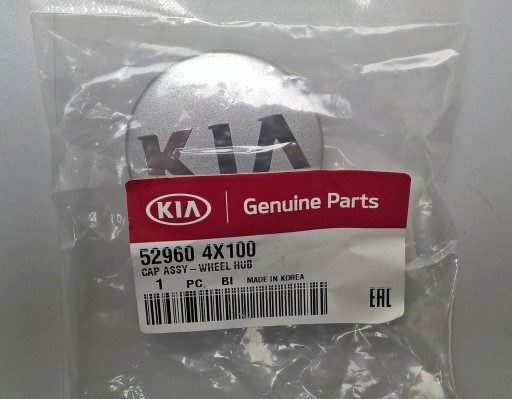 KIA
KIA Genuine Parts
52960 4X100
CAP ASSY-WHEEL HUB
1 PC BI MADE IN KOREA
EAC